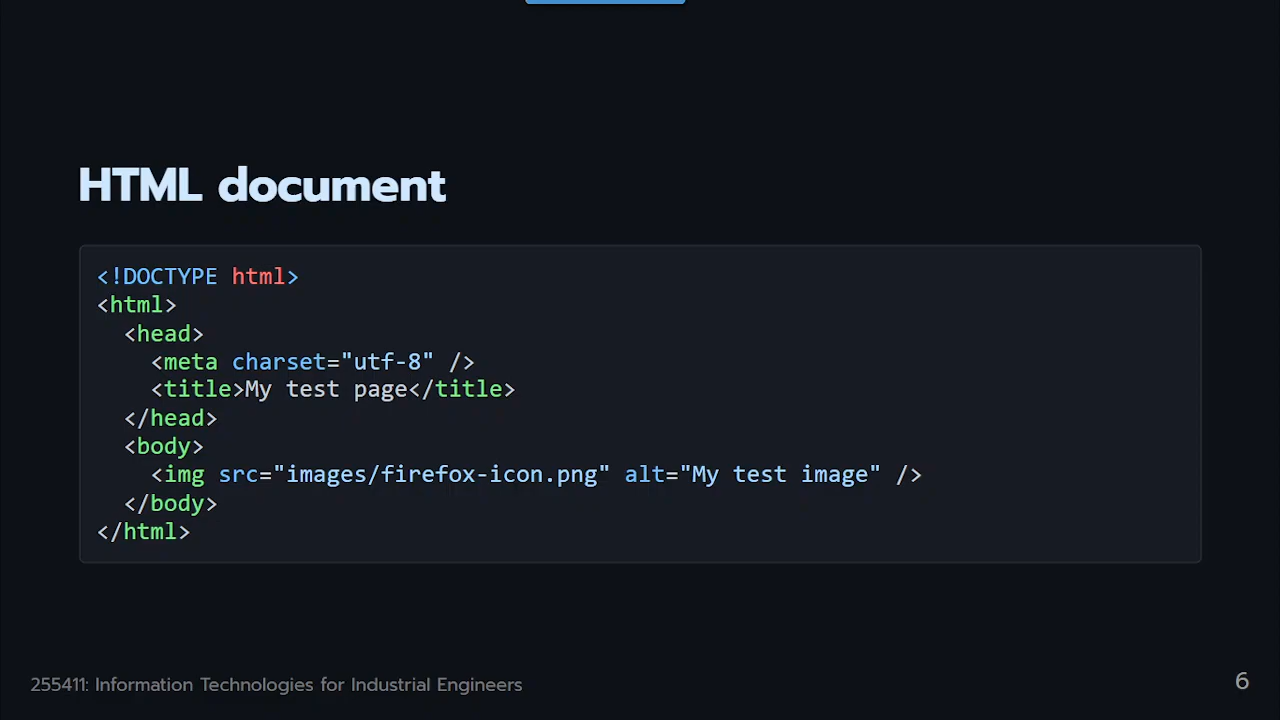 HTML document
<!DOCTYPE html>
<html>
  <head>
    <meta charset="utf-8" />
    <title>My test page</title>
  </head>
  <body>
    <img src="images/firefox-icon.png" alt="My test image" />
  </body>
</html>
255411: Information Technologies for Industrial Engineers
6